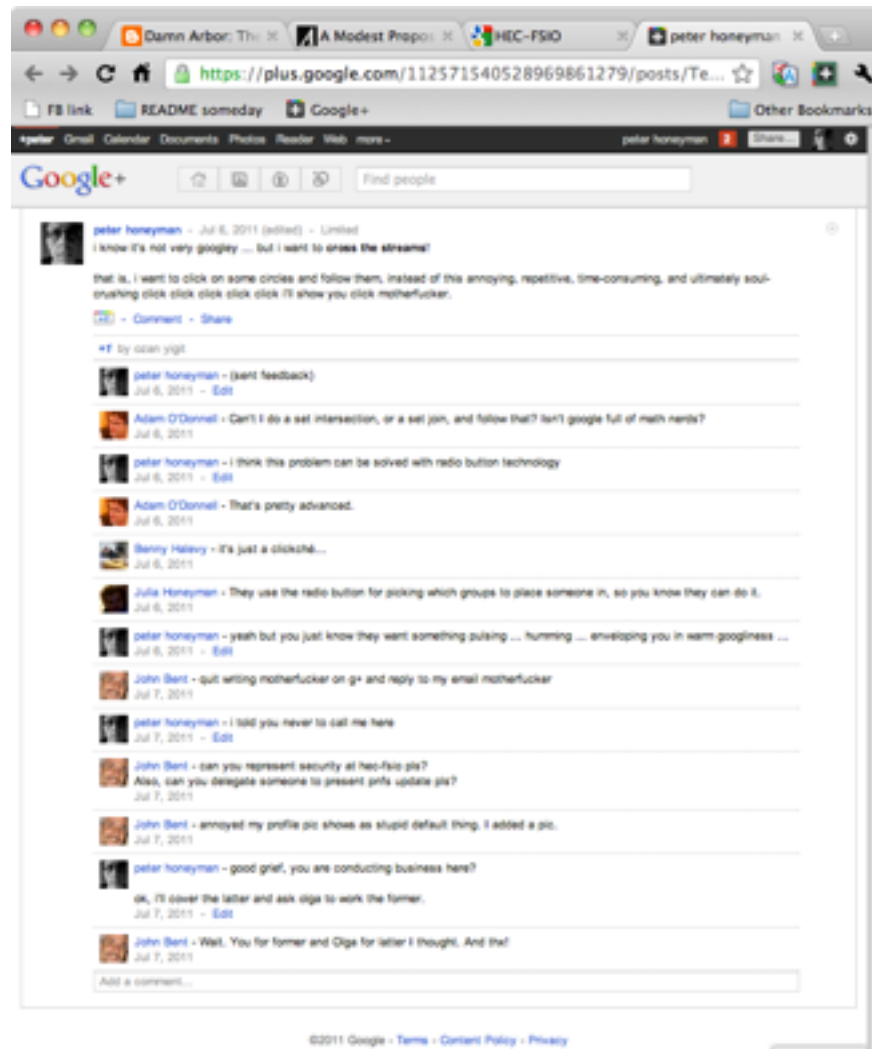 Damn Arbor: The
A Modest Propos
HEC-FSIO
peter honeyman
https://plus.google.com/112571540528969861279/posts/Te...
FB link
README someday
Google+
Other Bookmarks
+peter Gmail Calendar Documents Photos Reader Web more
peter honeyman 2 Share...
Google+
Find people
peter honeyman - Jul 6, 2011 (edited) - Limited
i know it's not very googley ... but i want to cross the streams!
that is, i want to click on some circles and follow them, instead of this annoying, repetitive, time-consuming, and ultimately soul-
crushing click click click click click i'll show you click motherfucker.
- Comment - Share
+1 by ozan yigit
peter honeyman - (sent feedback)
Jul 6, 2011 - Edit
Adam O'Donnell - Can't I do a set intersection, or a set join, and follow that? Isn't google full of math nerds?
Jul 6, 2011
peter honeyman - i think this problem can be solved with radio button technology
Jul 6, 2011 - Edit
Adam O'Donnell - That's pretty advanced.
Jul 6, 2011
Benny Halevy - it's just a clickché...
Jul 6, 2011
Julia Honeyman - They use the radio button for picking which groups to place someone in, so you know they can do it.
Jul 6, 2011
peter honeyman - yeah but you just know they want something pulsing ... humming ... enveloping you in warm googliness ...
Jul 6, 2011 - Edit
John Bent - quit writing motherfucker on g+ and reply to my email motherfucker
Jul 7, 2011
peter honeyman - i told you never to call me here
Jul 7, 2011 - Edit
John Bent - can you represent security at hec-fsio pls?
Also, can you delegate someone to present pnfs update pls?
Jul 7, 2011
John Bent - annoyed my profile pic shows as stupid default thing. I added a pic.
Jul 7, 2011
peter honeyman - good grief, you are conducting business here?
ok, i'll cover the latter and ask olga to work the former.
Jul 7, 2011 - Edit
John Bent - Wait. You for former and Olga for latter I thought. And thx!
Jul 7, 2011
Add a comment...
©2011 Google - Terms - Content Policy - Privacy